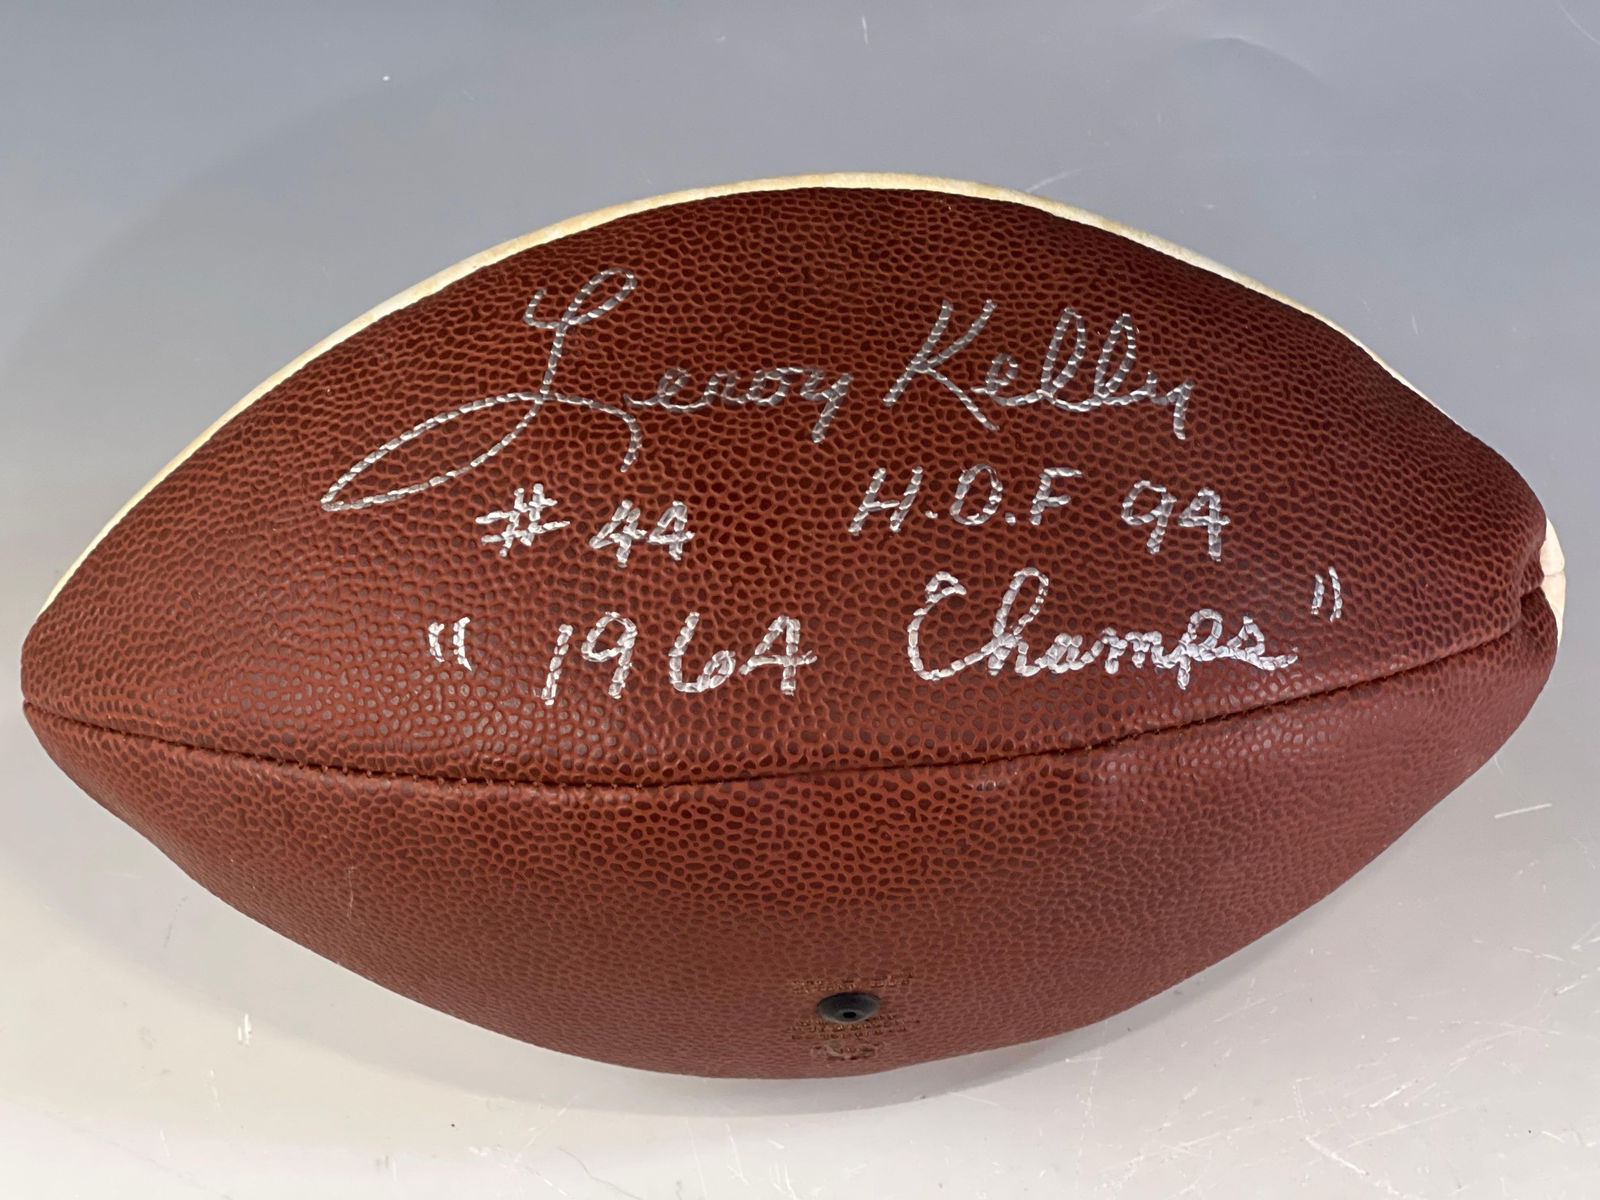 Leroy Kelly
#44 H.O.F 94
"1964 Champs"